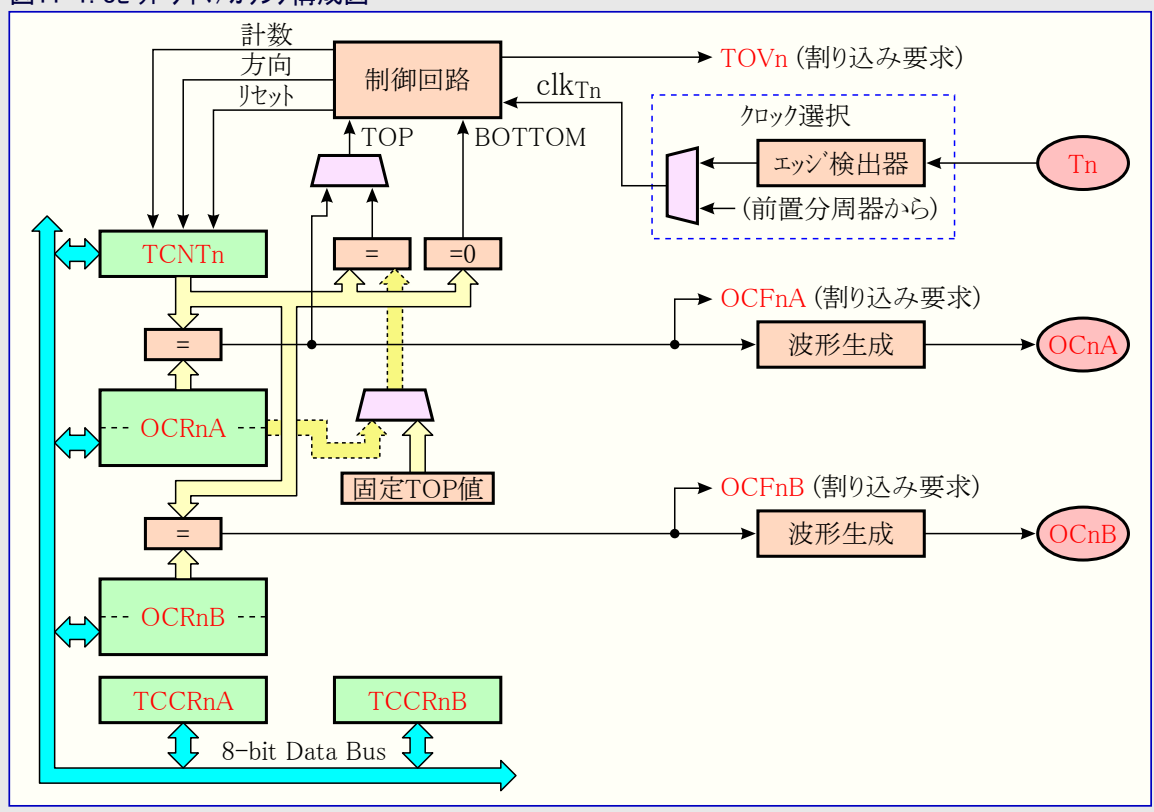 計数
方向
リセット
制御回路
TOVn (割り込み要求)
clkTn
TOP
BOTTOM
クロック選択
エッジ検出器
Tn
(前置分周器から)
TCNTn
=
=0
OCFnA (割り込み要求)
=
波形生成
OCnA
OCRnA
固定TOP値
OCFnB (割り込み要求)
=
波形生成
OCnB
OCRnB
TCCRnA
TCCRnB
8-bit Data Bus